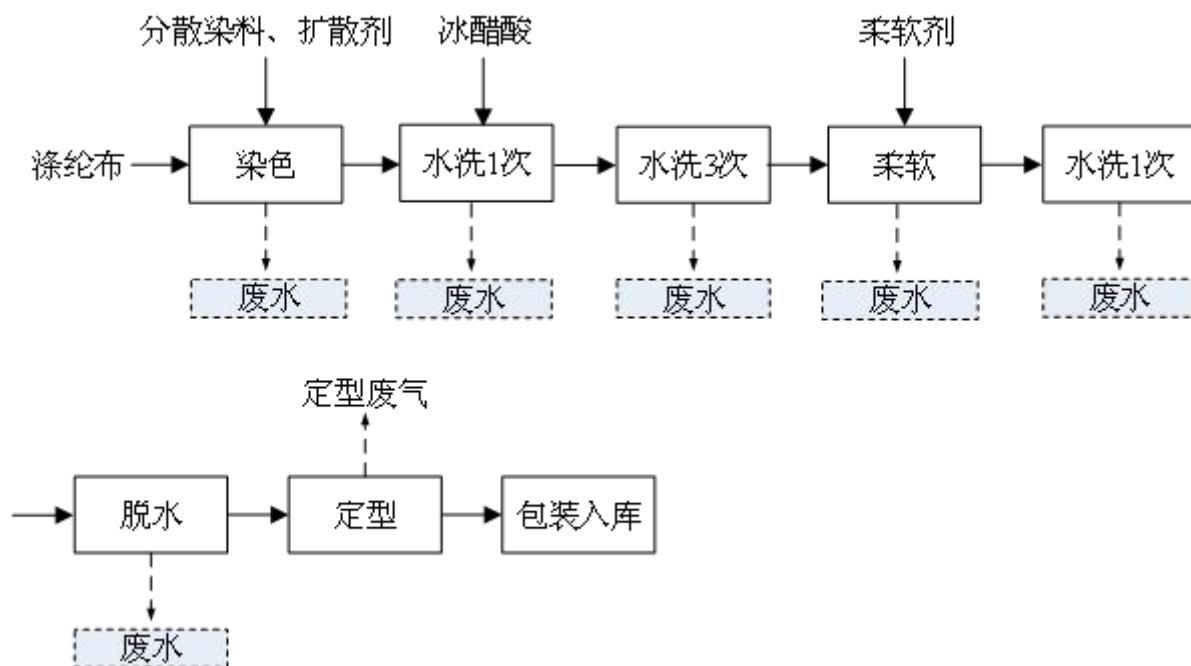 分散染料、扩散剂
冰醋酸
柔软剂
涤纶布
染色
水洗1次
水洗3次
柔软
水洗1次
废水
废水
废水
废水
废水
定型废气
脱水
定型
包装入库
废水